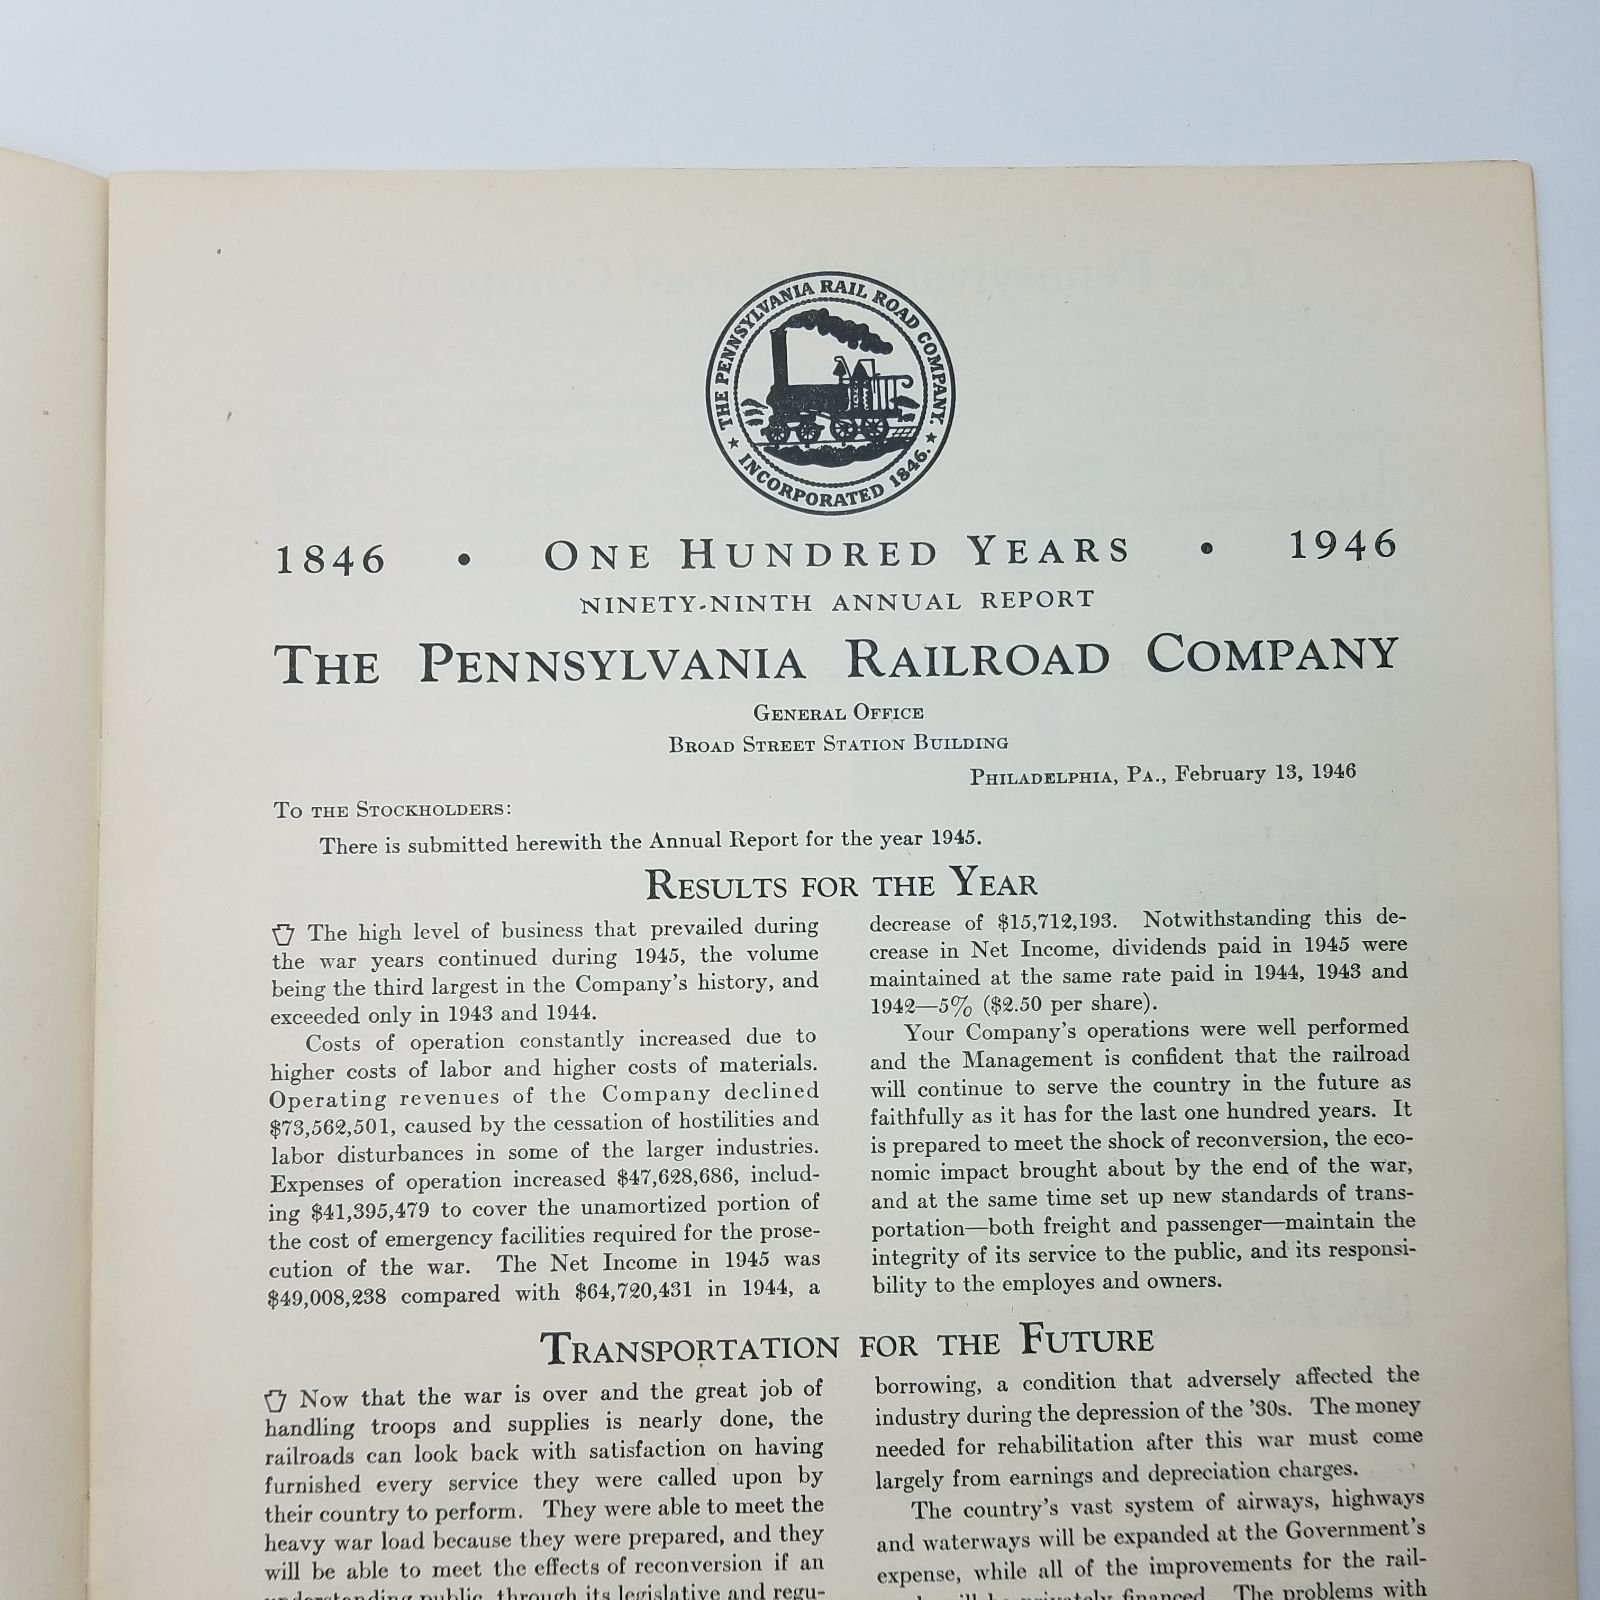 THE PENNSYLVANIA RAIL ROAD COMPANY.
★ INCORPORATED 1846. ★
1846 • ONE HUNDRED YEARS • 1946
NINETY-NINTH ANNUAL REPORT
THE PENNSYLVANIA RAILROAD COMPANY
GENERAL OFFICE
BROAD STREET STATION BUILDING
PHILADELPHIA, PA., February 13, 1946
TO THE STOCKHOLDERS:
There is submitted herewith the Annual Report for the year 1945.
RESULTS FOR THE YEAR
The high level of business that prevailed during
the war years continued during 1945, the volume
being the third largest in the Company's history, and
exceeded only in 1943 and 1944.
Costs of operation constantly increased due to
higher costs of labor and higher costs of materials.
Operating revenues of the Company declined
$73,562,501, caused by the cessation of hostilities and
labor disturbances in some of the larger industries.
Expenses of operation increased $47,628,686, includ-
ing $41,395,479 to cover the unamortized portion of
the cost of emergency facilities required for the prose-
cution of the war. The Net Income in 1945 was
$49,008,238 compared with $64,720,431 in 1944, a
decrease of $15,712,193. Notwithstanding this de-
crease in Net Income, dividends paid in 1945 were
maintained at the same rate paid in 1944, 1943 and
1942—5% ($2.50 per share).
Your Company's operations were well performed
and the Management is confident that the railroad
will continue to serve the country in the future as
faithfully as it has for the last one hundred years. It
is prepared to meet the shock of reconversion, the eco-
nomic impact brought about by the end of the war,
and at the same time set up new standards of trans-
portation—both freight and passenger—maintain the
integrity of its service to the public, and its responsi-
bility to the employes and owners.
TRANSPORTATION FOR THE FUTURE
Now that the war is over and the great job of
handling troops and supplies is nearly done, the
railroads can look back with satisfaction on having
furnished every service they were called upon by
their country to perform. They were able to meet the
heavy war load because they were prepared, and they
will be able to meet the effects of reconversion if an
understanding public, through its legislative and regu-
borrowing, a condition that adversely affected the
industry during the depression of the '30s. The money
needed for rehabilitation after this war must come
largely from earnings and depreciation charges.
The country's vast system of airways, highways
and waterways will be expanded at the Government's
expense, while all of the improvements for the rail-
will be privately financed. The problems with